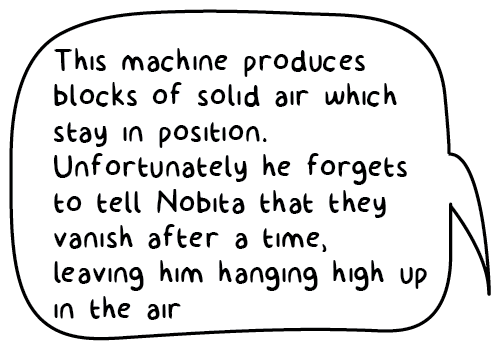 This machine produces
blocks of solid air which
stay in position.
Unfortunately he forgets
to tell Nobita that they
vanish after a time,
leaving him hanging high up
in the air